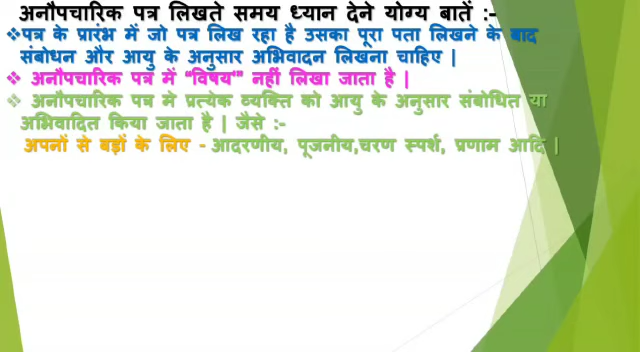 अनौपचारिक पत्र लिखते समय ध्यान देने योग्य बातें :-
❖पत्र के प्रारंभ में जो पत्र लिख रहा है उसका पूरा पता लिखने के बाद
संबोधन और आयु के अनुसार अभिवादन लिखना चाहिए |
❖ अनौपचारिक पत्र में “विषय'” नहीं लिखा जाता है |
❖ अनौपचारिक पत्र मे प्रत्येक व्यक्ति को आयु के अनुसार संबोधित या
अभिवादित किया जाता है | जैसे :-
अपनों से बड़ों के लिए - आदरणीय, पूजनीय,चरण स्पर्श, प्रणाम आदि |